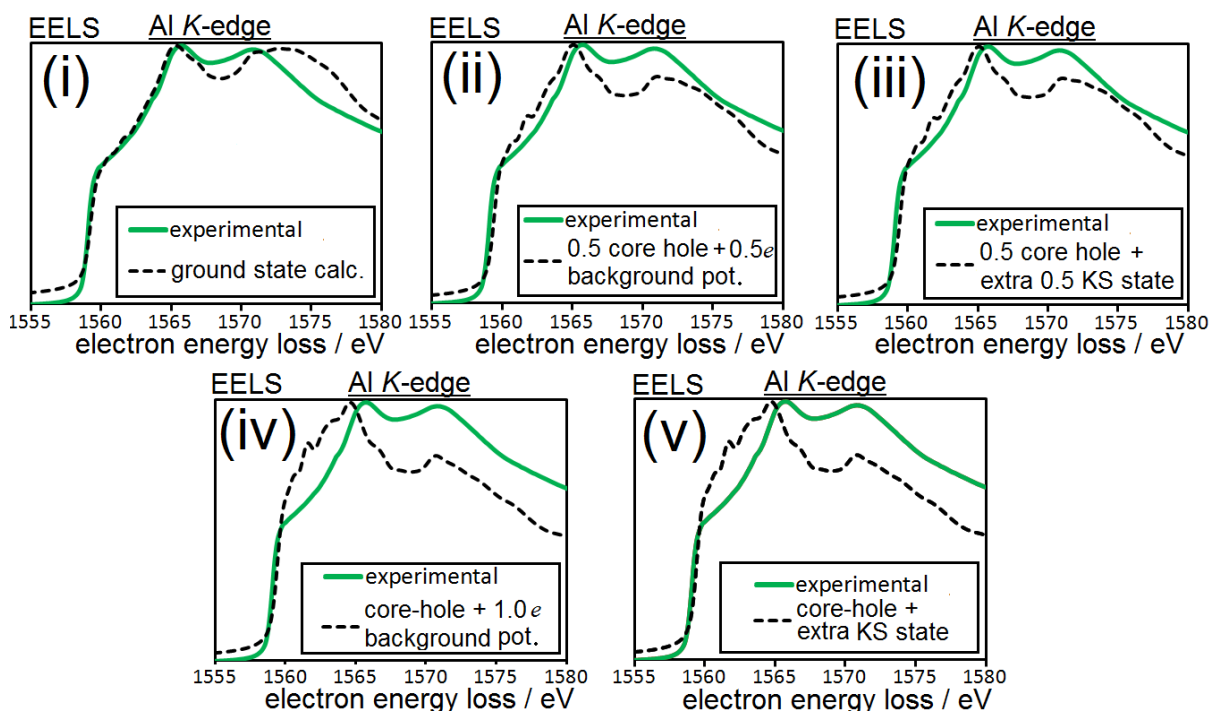 EELS Al K-edge
(i)
experimental
ground state calc.
1555 1560 1565 1570 1575 1580
electron energy loss / eV
EELS Al K-edge
(ii)
experimental
0.5 core hole + 0.5e
background pot.
1555 1560 1565 1570 1575 1580
electron energy loss / eV
EELS Al K-edge
(iii)
experimental
0.5 core hole +
extra 0.5 KS state
1555 1560 1565 1570 1575 1580
electron energy loss / eV
EELS Al K-edge
(iv)
experimental
core-hole + 1.0 e
background pot.
1555 1560 1565 1570 1575 1580
electron energy loss / eV
EELS Al K-edge
(v)
experimental
core-hole +
extra KS state
1555 1560 1565 1570 1575 1580
electron energy loss / eV